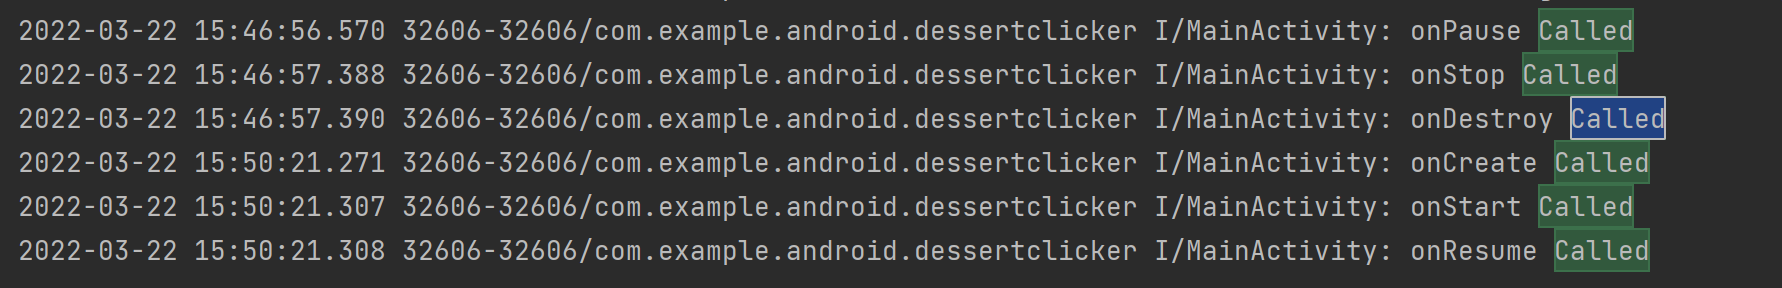 2022-03-22 15:46:56.570 32606-32606/com.example.android.dessertclicker I/MainActivity: onPause Called
2022-03-22 15:46:57.388 32606-32606/com.example.android.dessertclicker I/MainActivity: onStop Called
2022-03-22 15:46:57.390 32606-32606/com.example.android.dessertclicker I/MainActivity: onDestroy Called
2022-03-22 15:50:21.271 32606-32606/com.example.android.dessertclicker I/MainActivity: onCreate Called
2022-03-22 15:50:21.307 32606-32606/com.example.android.dessertclicker I/MainActivity: onStart Called
2022-03-22 15:50:21.308 32606-32606/com.example.android.dessertclicker I/MainActivity: onResume Called